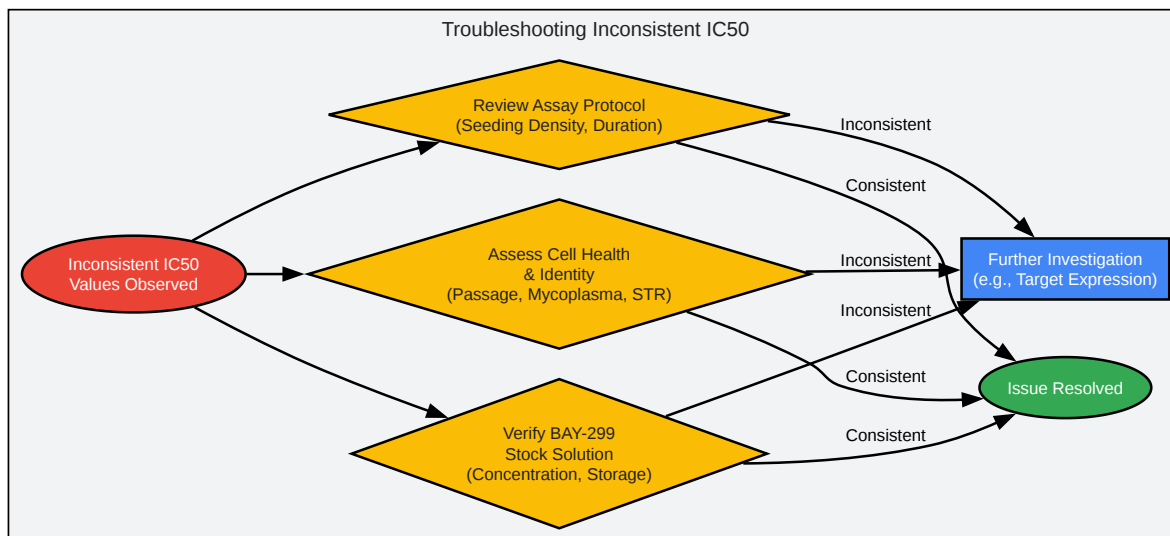 Troubleshooting Inconsistent IC50
Review Assay Protocol
(Seeding Density, Duration)
Inconsistent
Consistent
Assess Cell Health
& Identity
(Passage, Mycoplasma, STR)
Inconsistent IC50
Values Observed
Inconsistent
Further Investigation
(e.g., Target Expression)
Inconsistent
Consistent
Issue Resolved
Verify BAY-299
Stock Solution
(Concentration, Storage)
Consistent